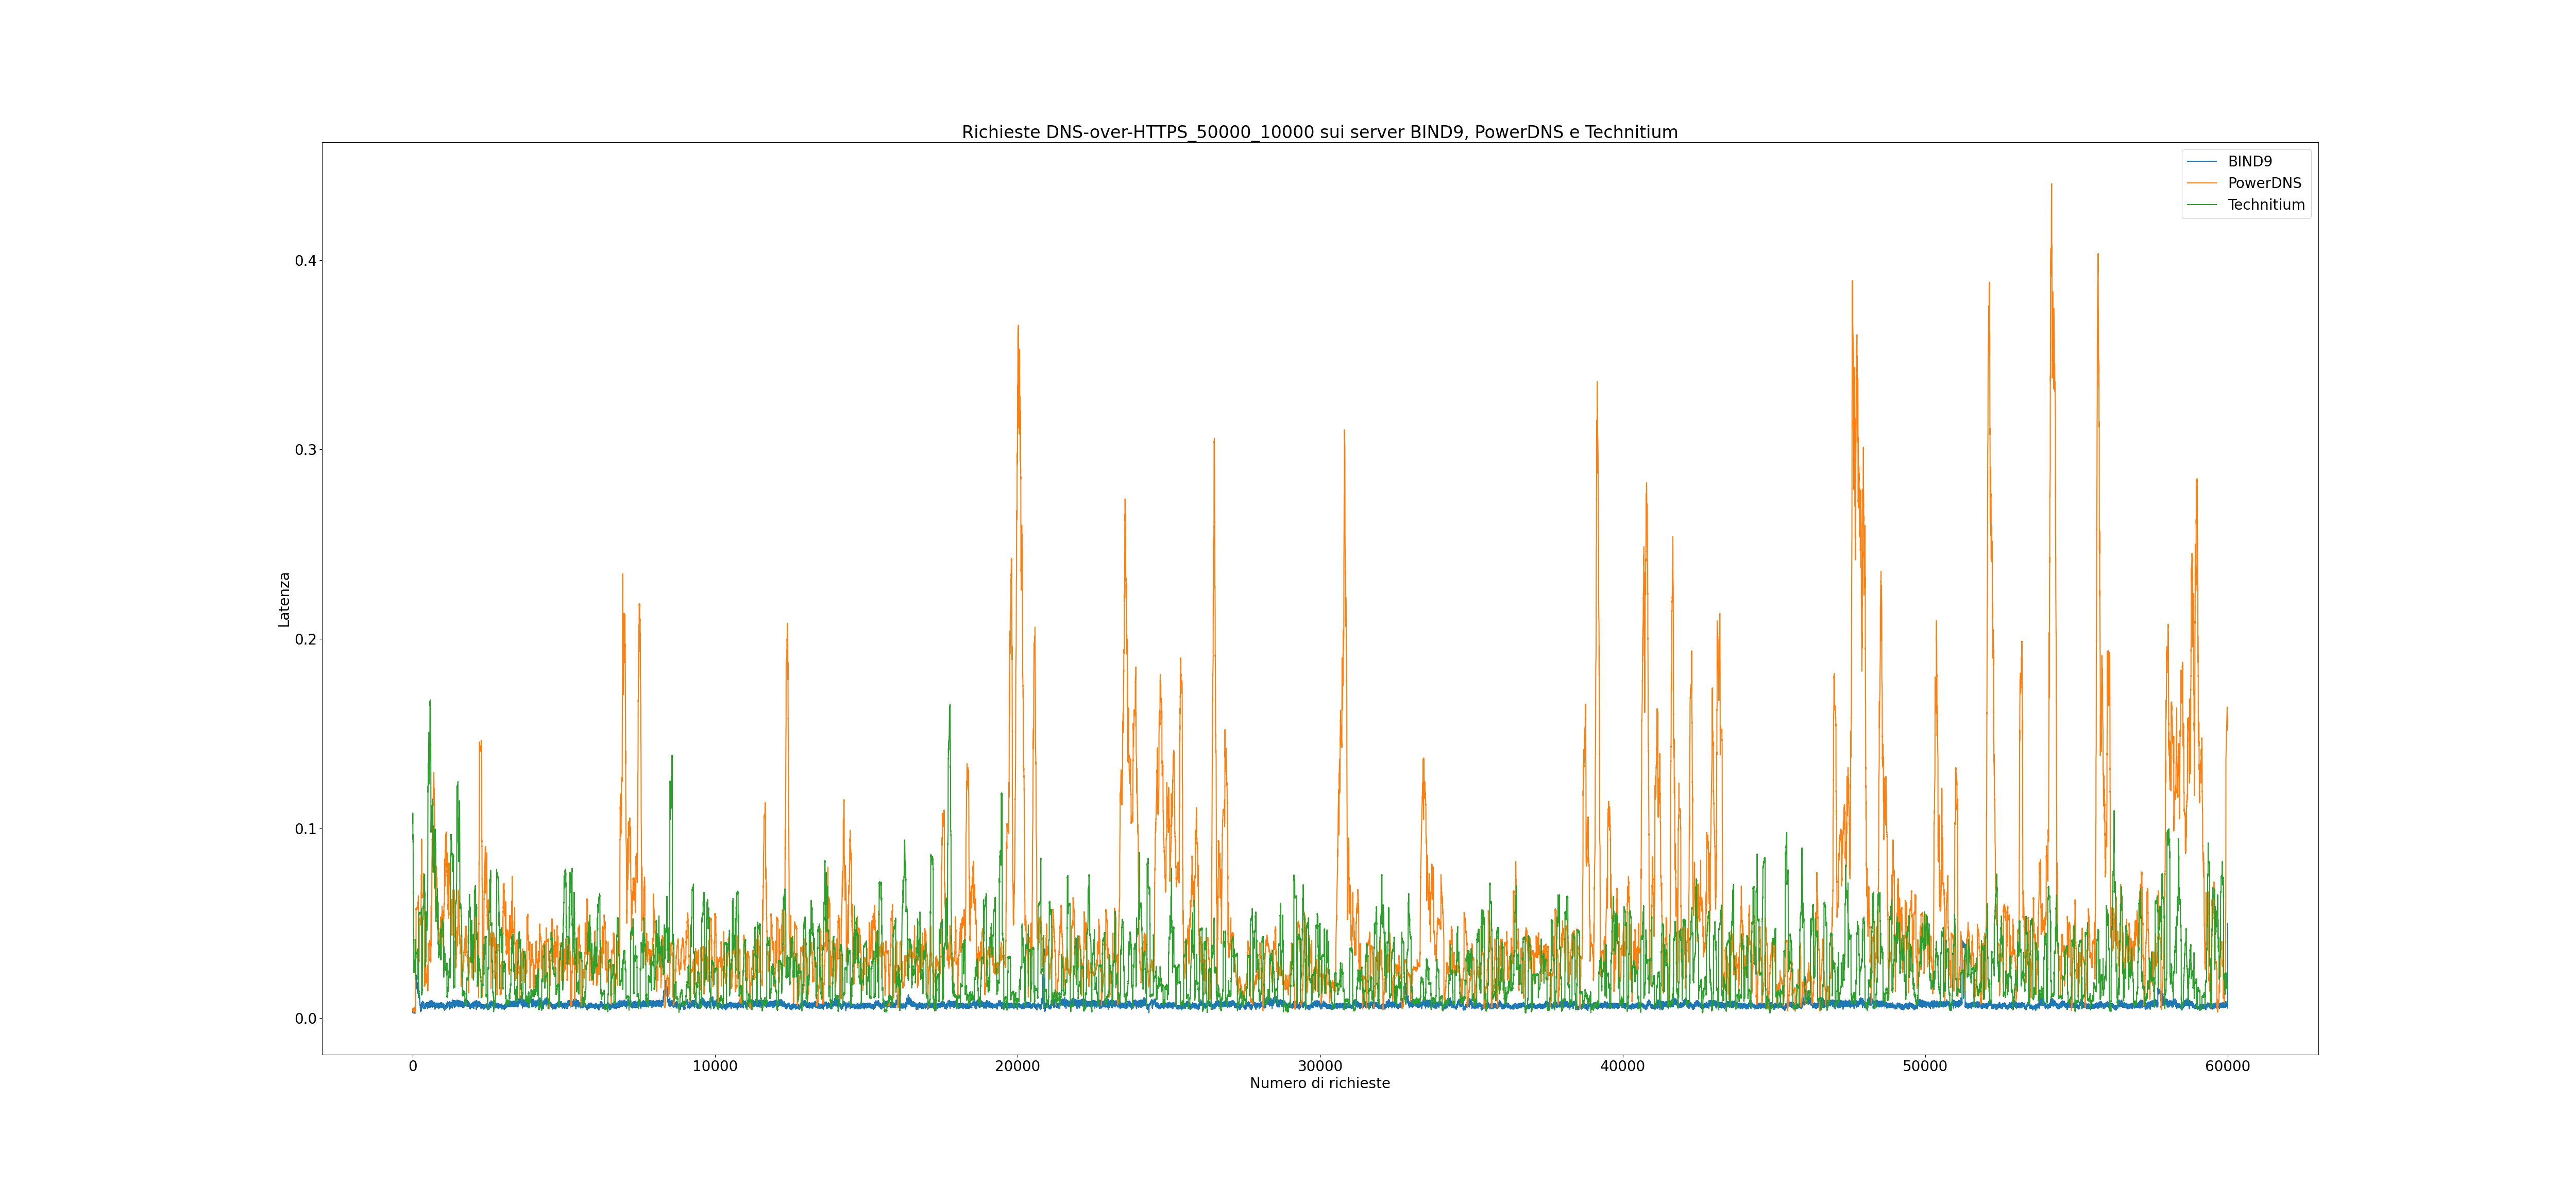 Richieste DNS-over-HTTPS_50000_10000 sui server BIND9, PowerDNS e Technitium
BIND9
PowerDNS
Technitium
Latenza
0.4
0.3
0.2
0.1
0.0
0 10000 20000 30000 40000 50000 60000
Numero di richieste